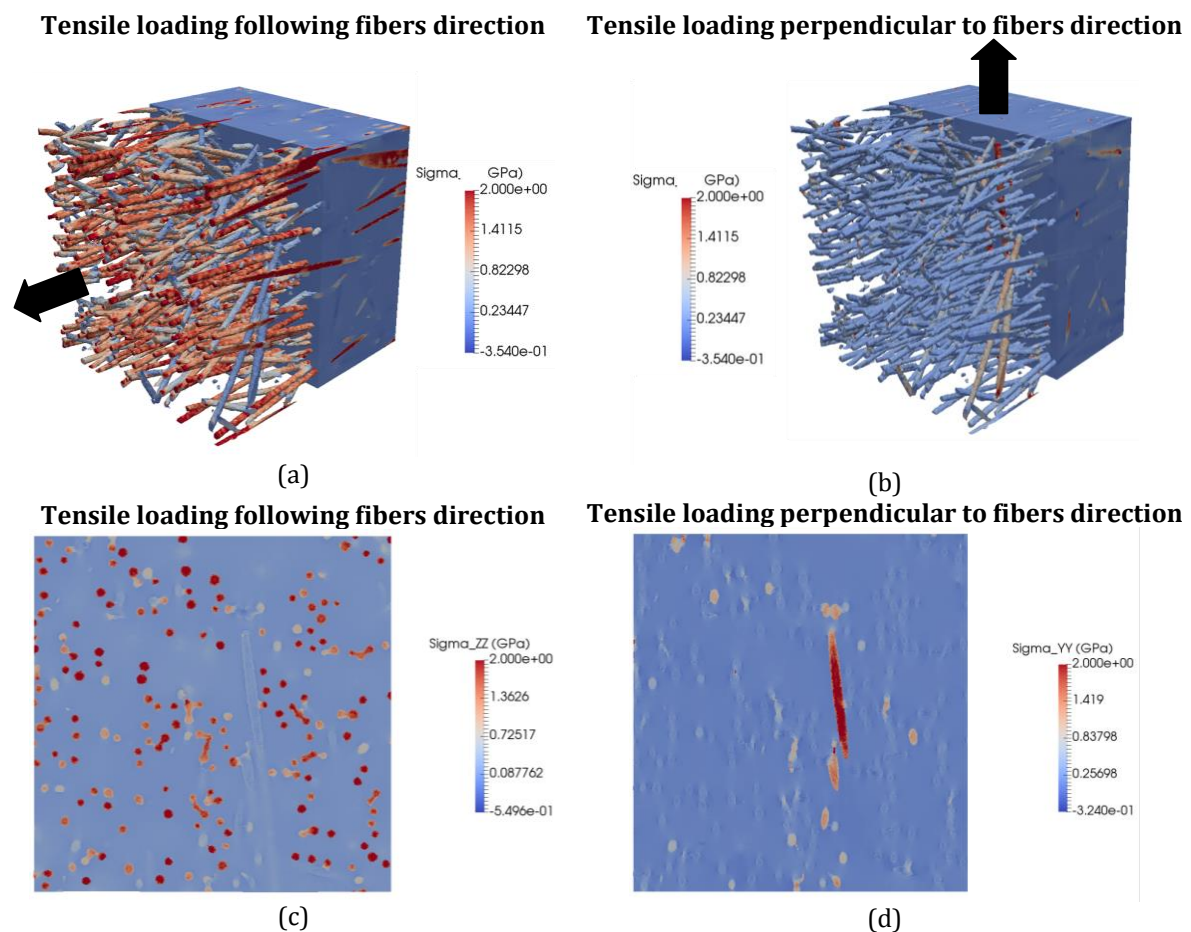 Tensile loading following fibers direction
Tensile loading perpendicular to fibers direction
Sigma_ GPa)
2.000e+00
1.4115
0.82298
0.23447
-3.540e-01
(a)
Sigma_ GPa)
2.000e+00
1.4115
0.82298
0.23447
-3.540e-01
(b)
Tensile loading following fibers direction
Tensile loading perpendicular to fibers direction
Sigma_ZZ (GPa)
2.000e+00
1.3626
0.72517
0.087762
-5.496e-01
(c)
Sigma_YY (GPa)
2.000e+00
1.419
0.83798
0.25698
-3.240e-01
(d)